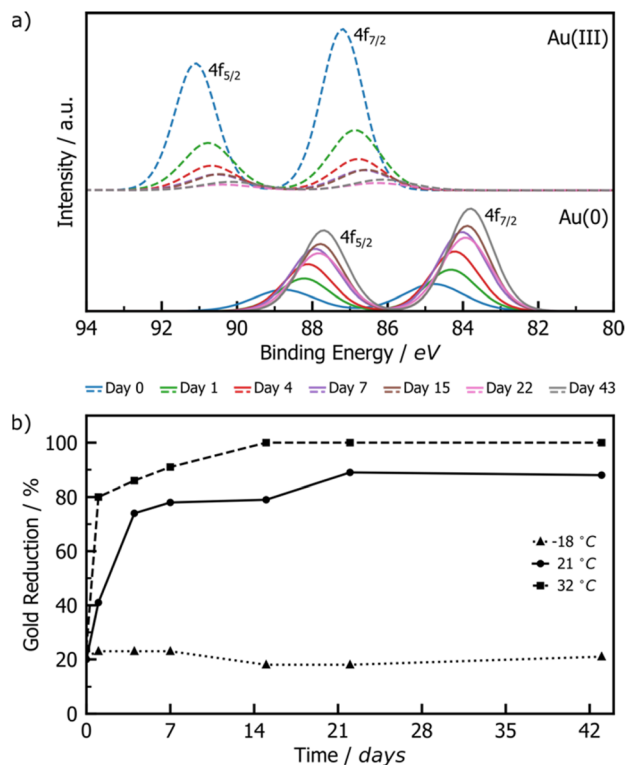 a)
4f5/2
4f7/2
Au(III)
Intensity / a.u.
Au(0)
4f5/2
4f7/2
94 92 90 88 86 84 82 80
Binding Energy / eV
Day 0 Day 1 Day 4 Day 7 Day 15 Day 22 Day 43
b)
100
80
60
40
20
0
Gold Reduction / %
-18 °C
21 °C
32 °C
0 7 14 21 28 35 42
Time / days